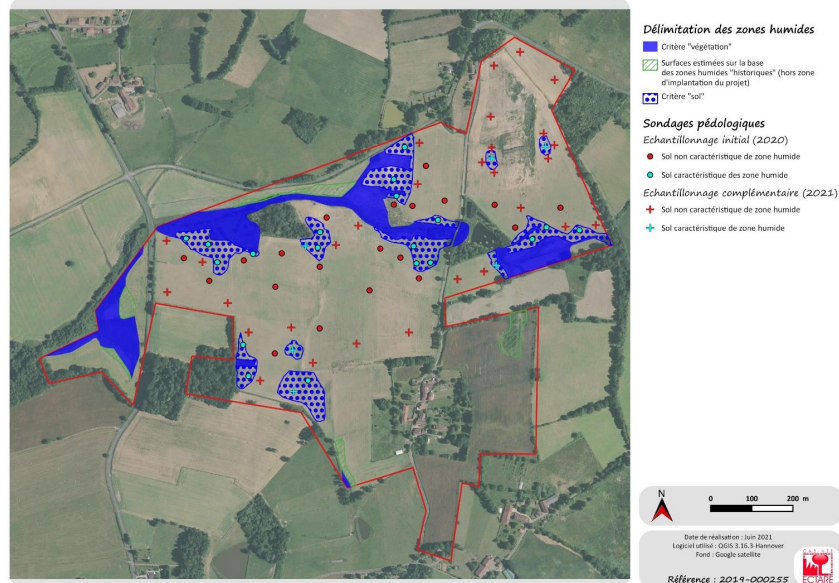 Délimitation des zones humides
Critère "végétation"
Surfaces estimées sur la base
des zones humides "historiques" (hors zone
d'implantation du projet)
Critère "sol"
Sondages pédologiques
Echantillonnage initial (2020)
Sol non caractéristique de zone humide
Sol caractéristique des zone humide
Echantillonnage complémentaire (2021)
Sol non caractéristique de zone humide
Sol caractéristique de zone humide
N
0 100 200 m
Date de réalisation : Juin 2021
Logiciel utilisé : QGIS 3.16.3-Hannover
Fond : Google satellite
Référence : 2019-000255